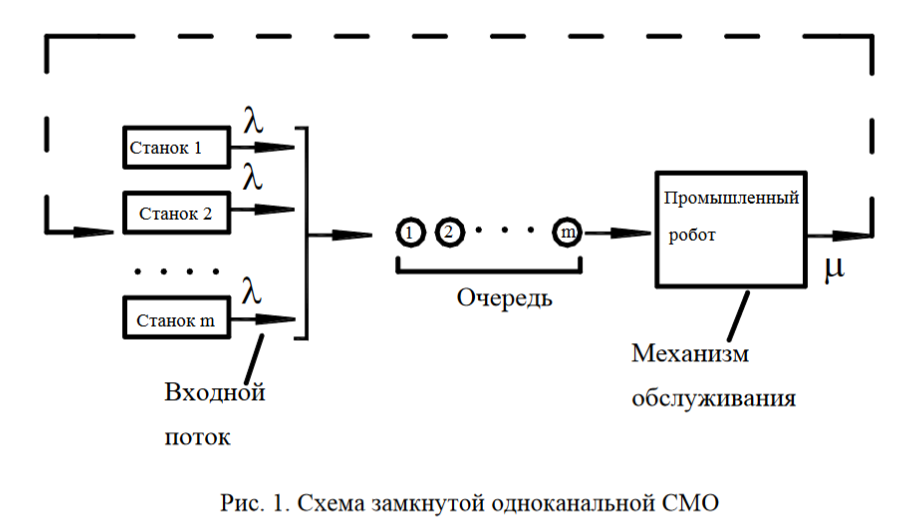 λ
Станок 1
λ
Станок 2
λ
Станок m
1 2 m
Очередь
Промышленный
робот
μ
Механизм
обслуживания
Входной
поток
Рис. 1. Схема замкнутой одноканальной СМО